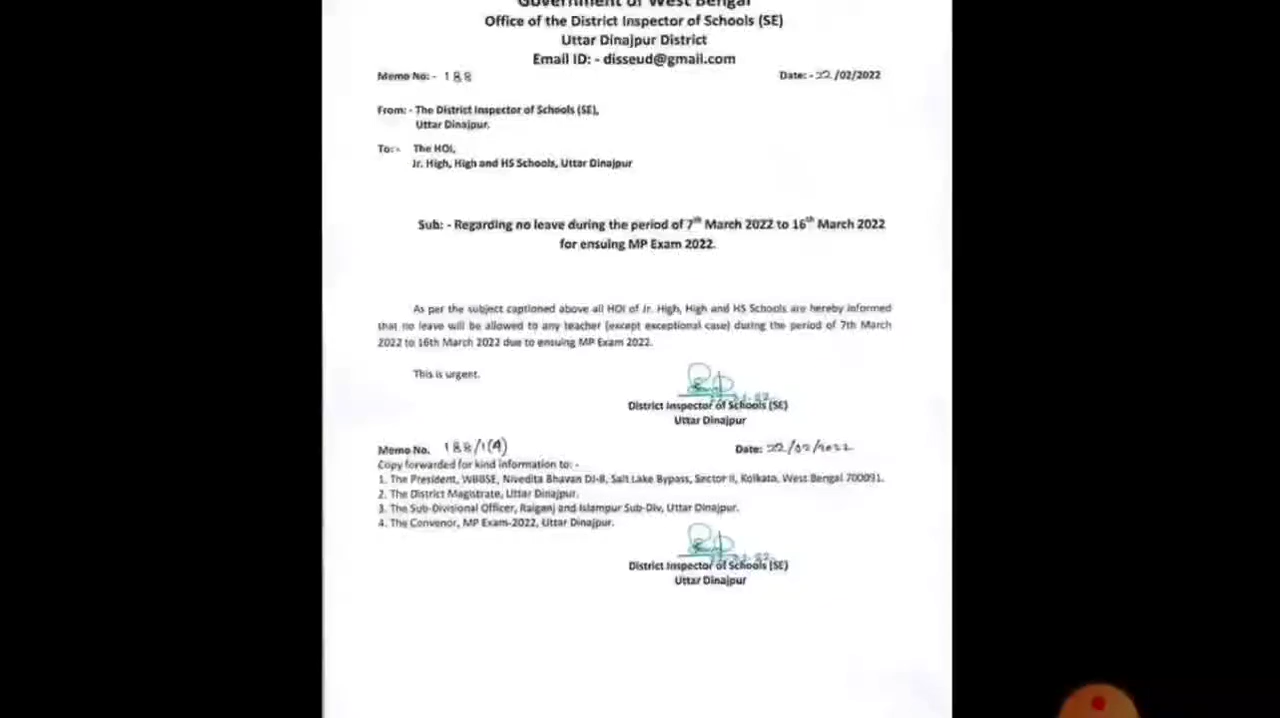 Government of West Bengal
Office of the District Inspector of Schools (SE)
Uttar Dinajpur District
Email ID: - disseud@gmail.com
Memo No: - 188 Date: - 22/02/2022
From: - The District Inspector of Schools (SE),
Uttar Dinajpur.
To: - The HOI,
Jr. High, High and HS Schools, Uttar Dinajpur
Sub: - Regarding no leave during the period of 7th March 2022 to 16th March 2022
for ensuing MP Exam 2022.
As per the subject captioned above all HOI of Jr. High, High and HS Schools are hereby informed
that no leave will be allowed to any teacher (except exceptional case) during the period of 7th March
2022 to 16th March 2022 due to ensuing MP Exam 2022.
This is urgent.
District Inspector of Schools (SE)
Uttar Dinajpur
Memo No. 188/1(4) Date: 22/02/2022
Copy forwarded for kind information to: -
1. The President, WBBSE, Nivedita Bhavan DJ-8, Salt Lake Bypass, Sector II, Kolkata, West Bengal 700091.
2. The District Magistrate, Uttar Dinajpur.
3. The Sub-Divisional Officer, Raiganj and Islampur Sub-Div, Uttar Dinajpur.
4. The Convenor, MP Exam-2022, Uttar Dinajpur.
District Inspector of Schools (SE)
Uttar Dinajpur